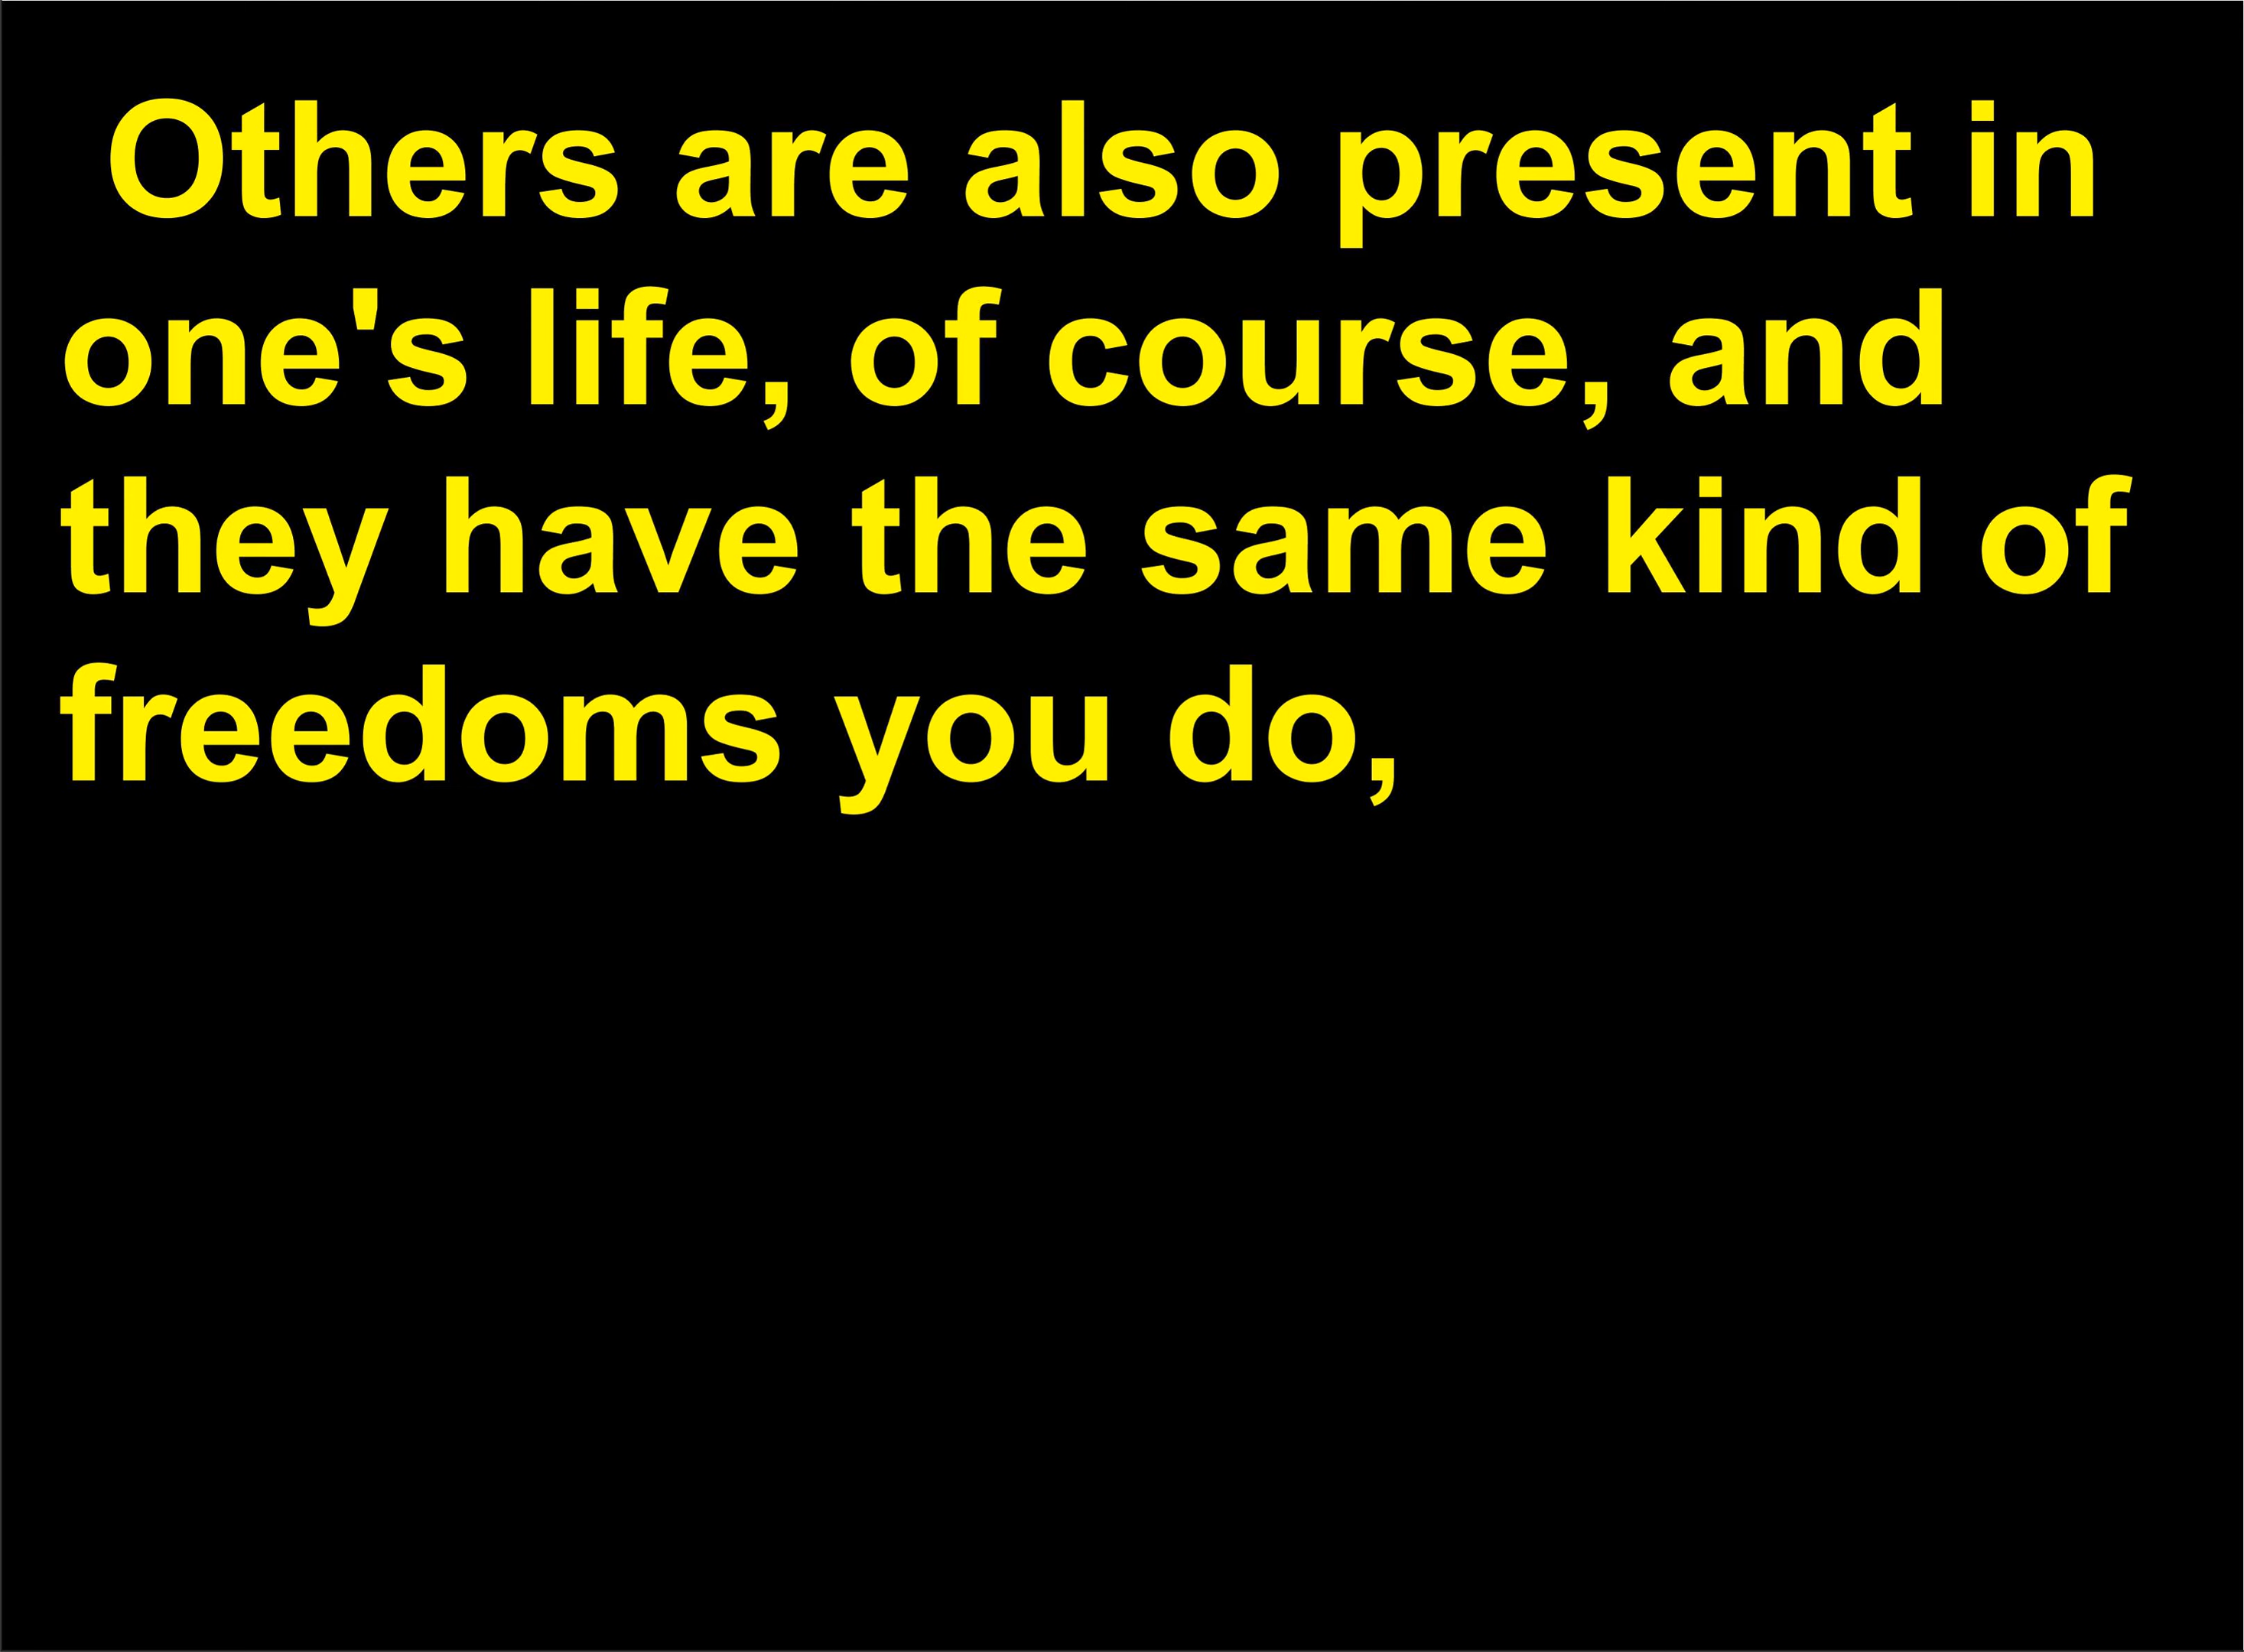 Others are also present in
one's life, of course, and
they have the same kind of
freedoms you do,